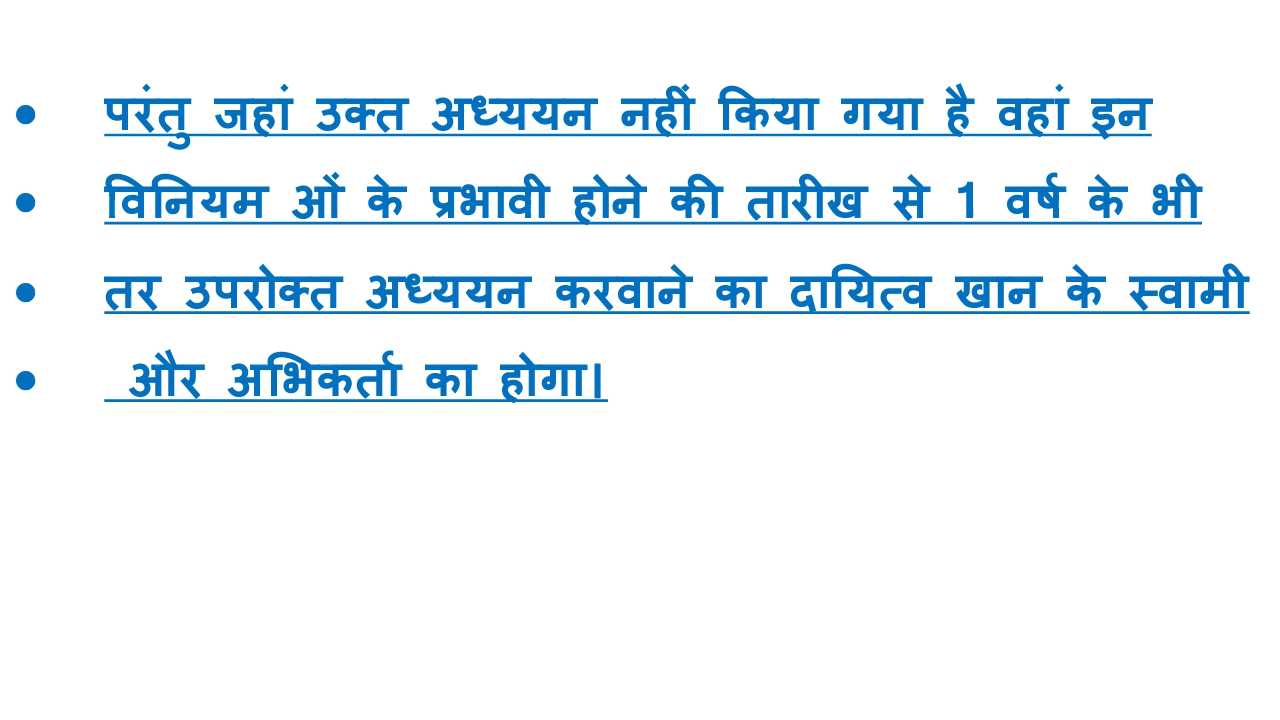 • परंतु जहां उक्त अध्ययन नहीं किया गया है वहां इन
• विनियम ओं के प्रभावी होने की तारीख से 1 वर्ष के भी
• तर उपरोक्त अध्ययन करवाने का दायित्व खान के स्वामी
• और अभिकर्ता का होगा।